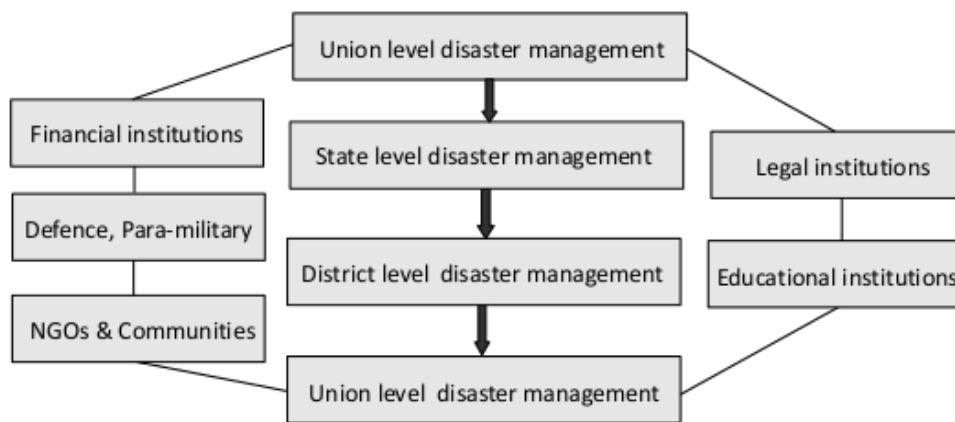 Union level disaster management
Financial institutions
State level disaster management
Legal institutions
Defence, Para-military
District level disaster management
Educational institutions
NGOs & Communities
Union level disaster management